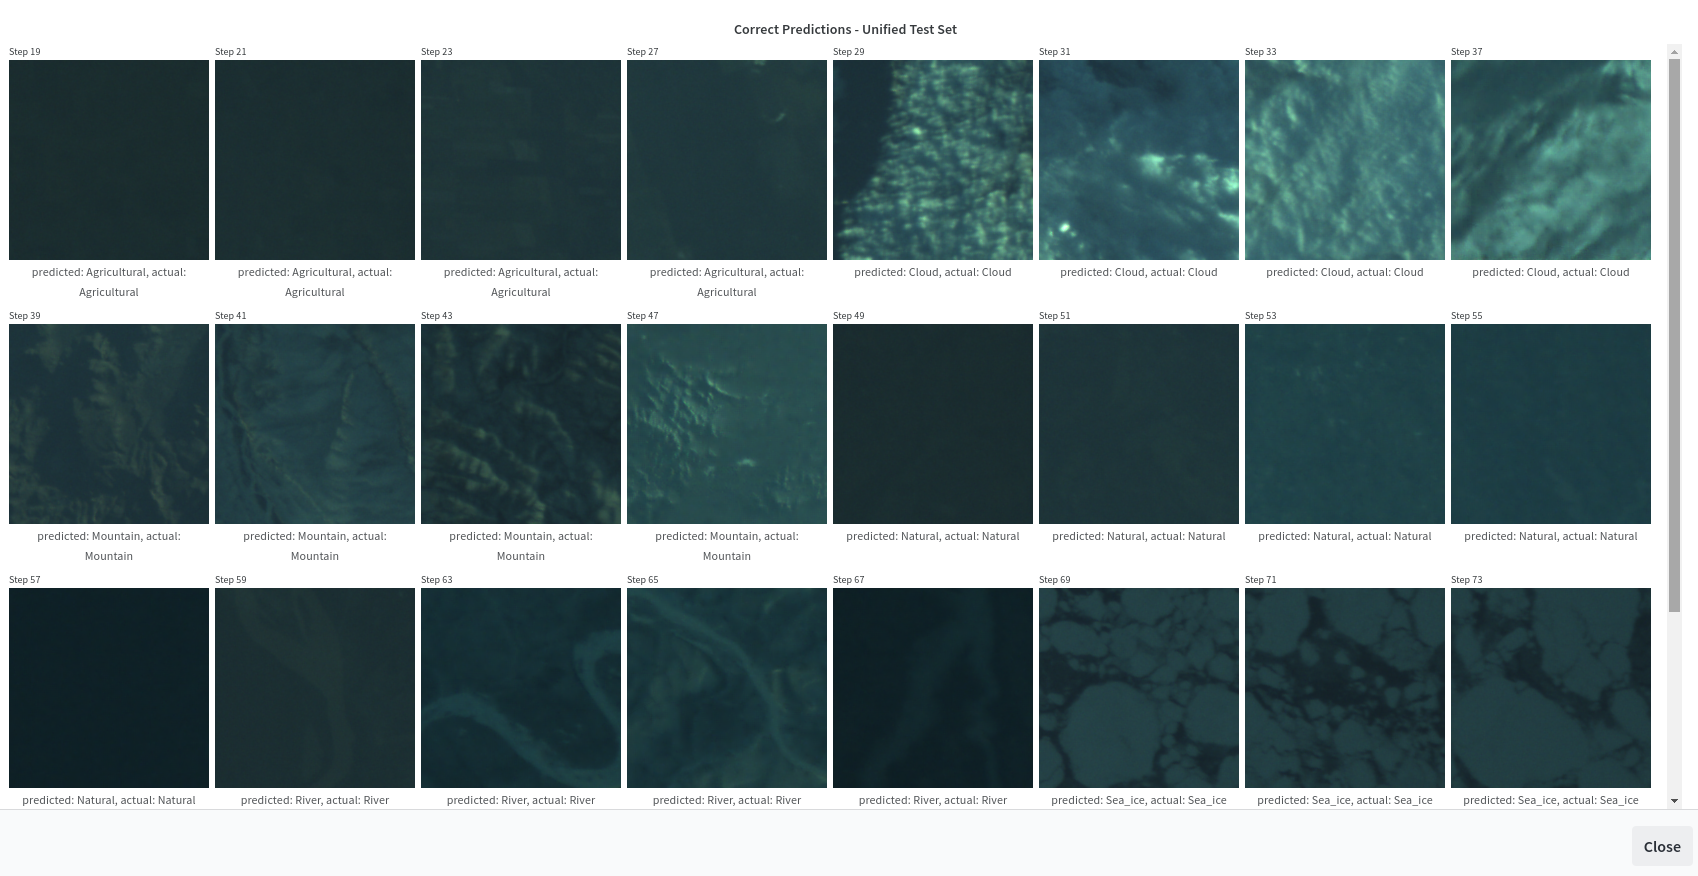 Correct Predictions - Unified Test Set
Step 19
Step 21
Step 23
Step 27
Step 29
Step 31
Step 33
Step 37
predicted: Agricultural, actual:
Agricultural
predicted: Agricultural, actual:
Agricultural
predicted: Agricultural, actual:
Agricultural
predicted: Agricultural, actual:
Agricultural
predicted: Cloud, actual: Cloud
predicted: Cloud, actual: Cloud
predicted: Cloud, actual: Cloud
predicted: Cloud, actual: Cloud
Step 39
Step 41
Step 43
Step 47
Step 49
Step 51
Step 53
Step 55
predicted: Mountain, actual:
Mountain
predicted: Mountain, actual:
Mountain
predicted: Mountain, actual:
Mountain
predicted: Mountain, actual:
Mountain
predicted: Natural, actual: Natural
predicted: Natural, actual: Natural
predicted: Natural, actual: Natural
predicted: Natural, actual: Natural
Step 57
Step 59
Step 63
Step 65
Step 67
Step 69
Step 71
Step 73
predicted: Natural, actual: Natural
predicted: River, actual: River
predicted: River, actual: River
predicted: River, actual: River
predicted: River, actual: River
predicted: Sea_ice, actual: Sea_ice
predicted: Sea_ice, actual: Sea_ice
predicted: Sea_ice, actual: Sea_ice
Close